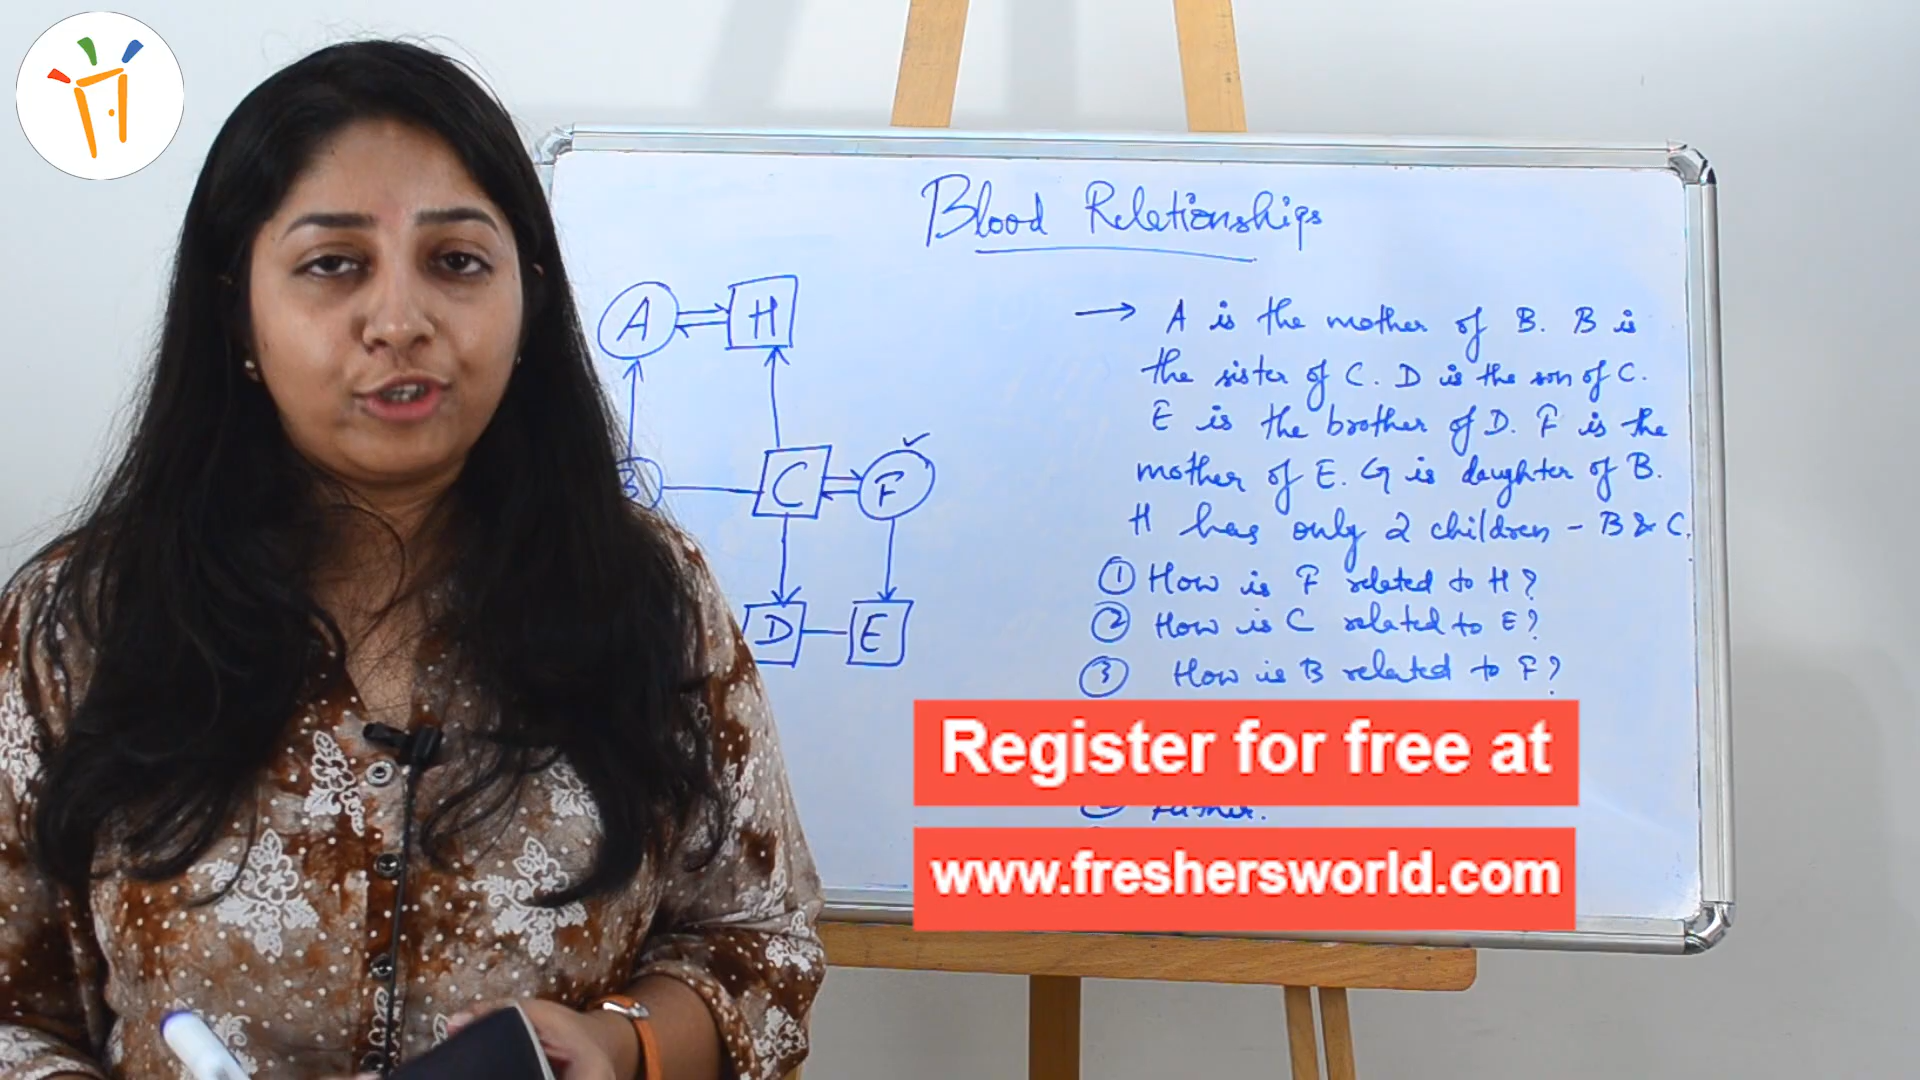 Blood Relationships
A ⇌ H
→ A is the mother of B. B is
the sister of C. D is the son of C.
E is the brother of D. F is the
mother of E. G is daughter of B.
H has only 2 children - B & C.
B C ⇌ F ✓
D E
① How is F related to H?
② How is C related to E?
③ How is B related to F?
Register for free at
Father.
www.freshersworld.com